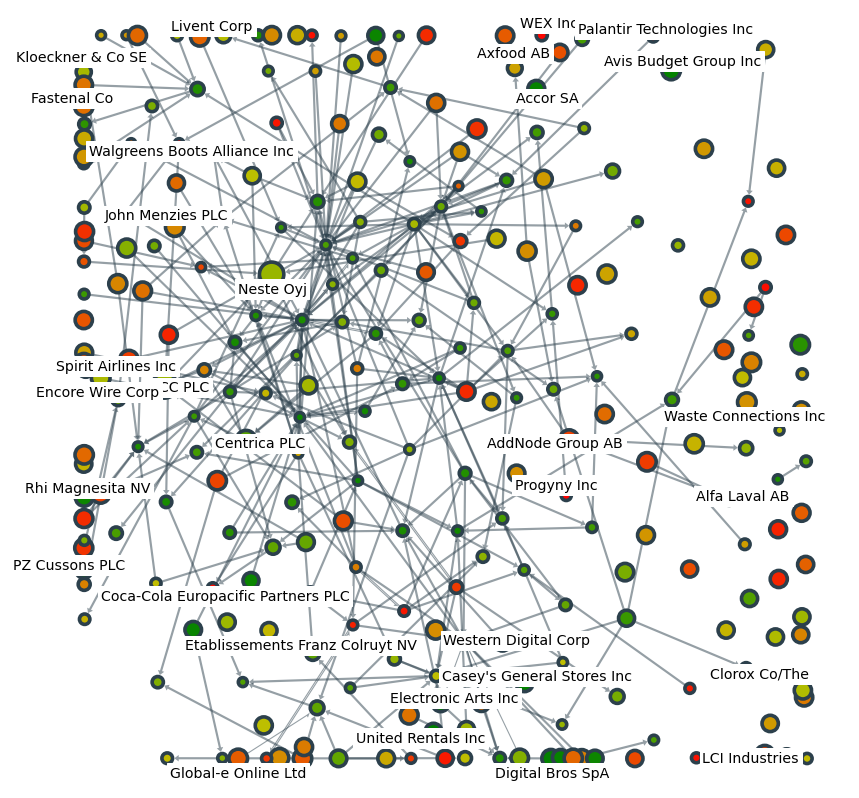 Livent Corp
WEX Inc
Palantir Technologies Inc
Kloeckner & Co SE
Axfood AB
Avis Budget Group Inc
Fastenal Co
Accor SA
Walgreens Boots Alliance Inc
John Menzies PLC
Neste Oyj
Spirit Airlines Inc
Encore Wire Corp
C PLC
Waste Connections Inc
Centrica PLC
AddNode Group AB
Rhi Magnesita NV
Progyny Inc
Alfa Laval AB
PZ Cussons PLC
Coca-Cola Europacific Partners PLC
Etablissements Franz Colruyt NV
Western Digital Corp
Casey's General Stores Inc
Clorox Co/The
Electronic Arts Inc
United Rentals Inc
LCI Industries
Global-e Online Ltd
Digital Bros SpA